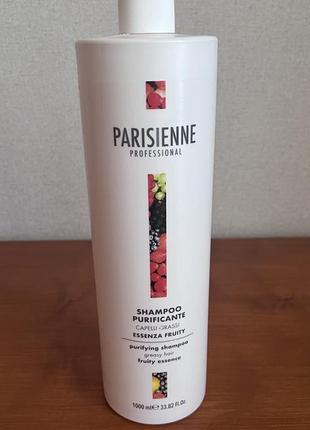 PARISIENNE
PROFESSIONAL
SHAMPOO
PURIFICANTE
CAPELLI GRASSI
ESSENZA FRUITY
purifying shampoo
greasy hair
fruity essence
1000 ml℮ 33.82 Fl.Oz.